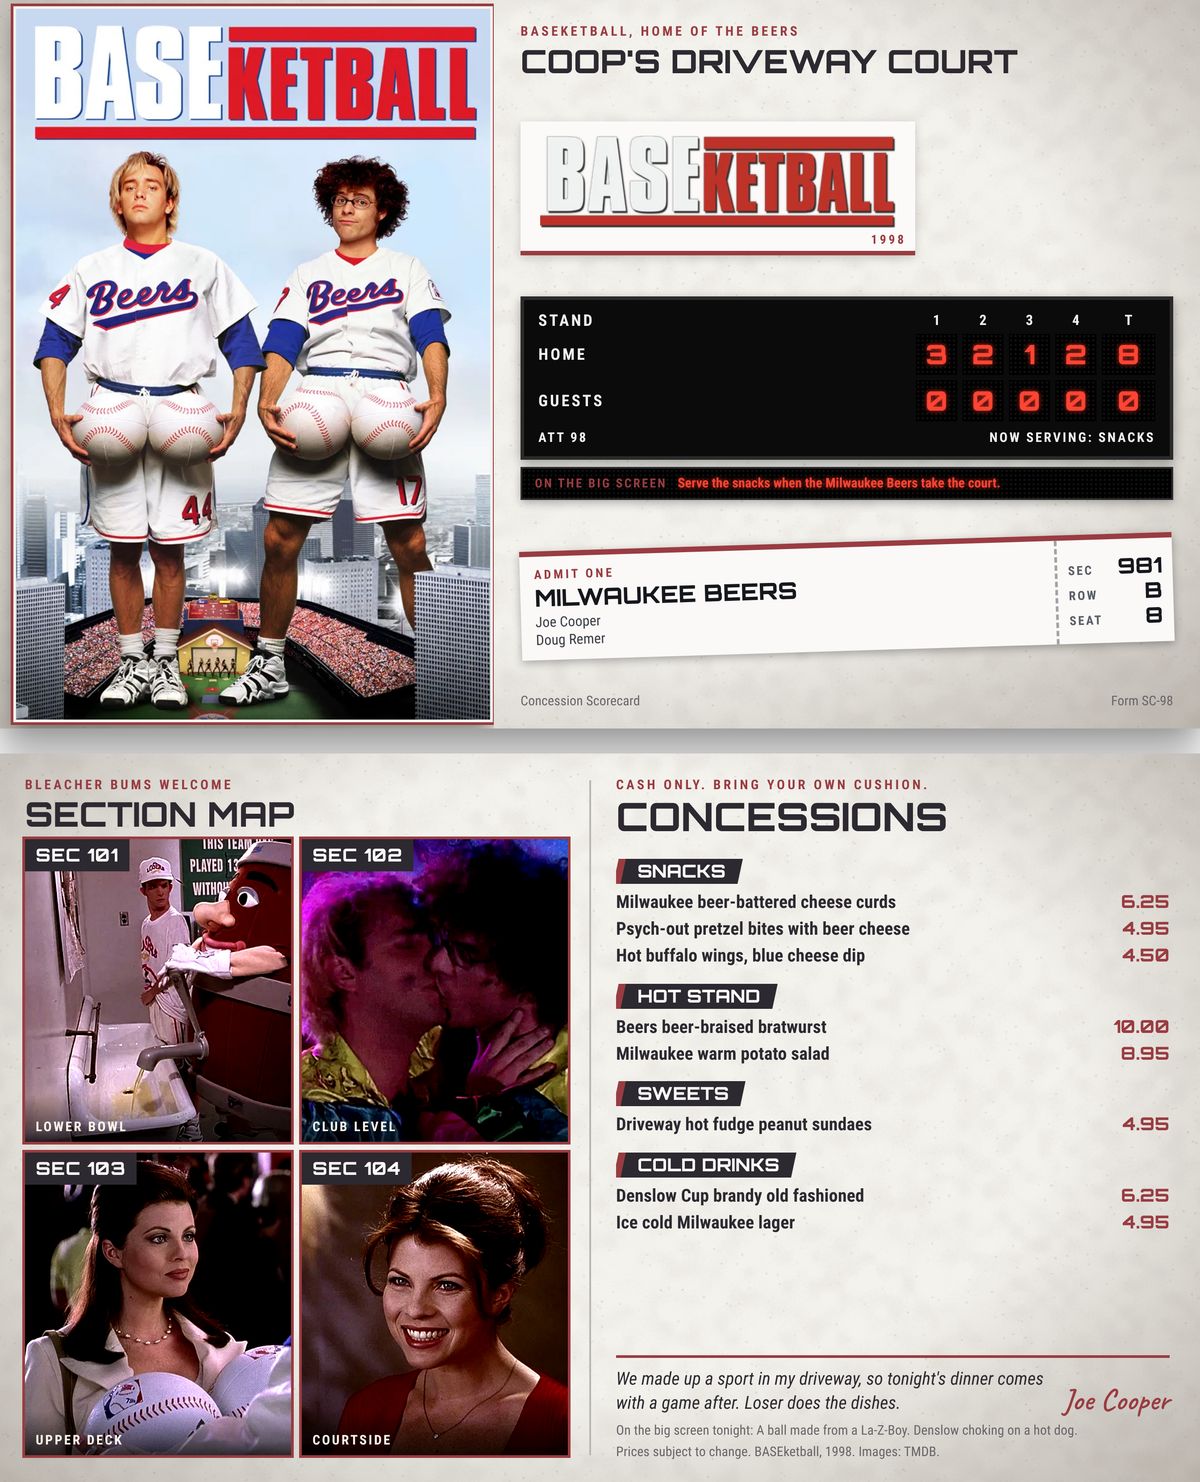 BASEKETBALL
4
Beers
7
Beers
44
17
BASEKETBALL, HOME OF THE BEERS
COOP'S DRIVEWAY COURT
BASEKETBALL
1998
STAND 1 2 3 4 T
HOME 3 2 1 2 8
GUESTS 0 0 0 0 0
ATT 98 NOW SERVING: SNACKS
ON THE BIG SCREEN Serve the snacks when the Milwaukee Beers take the court.
ADMIT ONE
MILWAUKEE BEERS
Joe Cooper
Doug Remer
SEC 981
ROW B
SEAT 8
Concession Scorecard Form SC-98
BLEACHER BUMS WELCOME
SECTION MAP
SEC 101
THIS TEAM HAS
PLAYED 13
WITHOU
LOSERS
LOWER BOWL
SEC 102
CLUB LEVEL
SEC 103
UPPER DECK
SEC 104
COURTSIDE
CASH ONLY. BRING YOUR OWN CUSHION.
CONCESSIONS
SNACKS
Milwaukee beer-battered cheese curds 6.25
Psych-out pretzel bites with beer cheese 4.95
Hot buffalo wings, blue cheese dip 4.50
HOT STAND
Beers beer-braised bratwurst 10.00
Milwaukee warm potato salad 8.95
SWEETS
Driveway hot fudge peanut sundaes 4.95
COLD DRINKS
Denslow Cup brandy old fashioned 6.25
Ice cold Milwaukee lager 4.95
We made up a sport in my driveway, so tonight's dinner comes
with a game after. Loser does the dishes.
Joe Cooper
On the big screen tonight: A ball made from a La-Z-Boy. Denslow choking on a hot dog.
Prices subject to change. BASEketball, 1998. Images: TMDB.